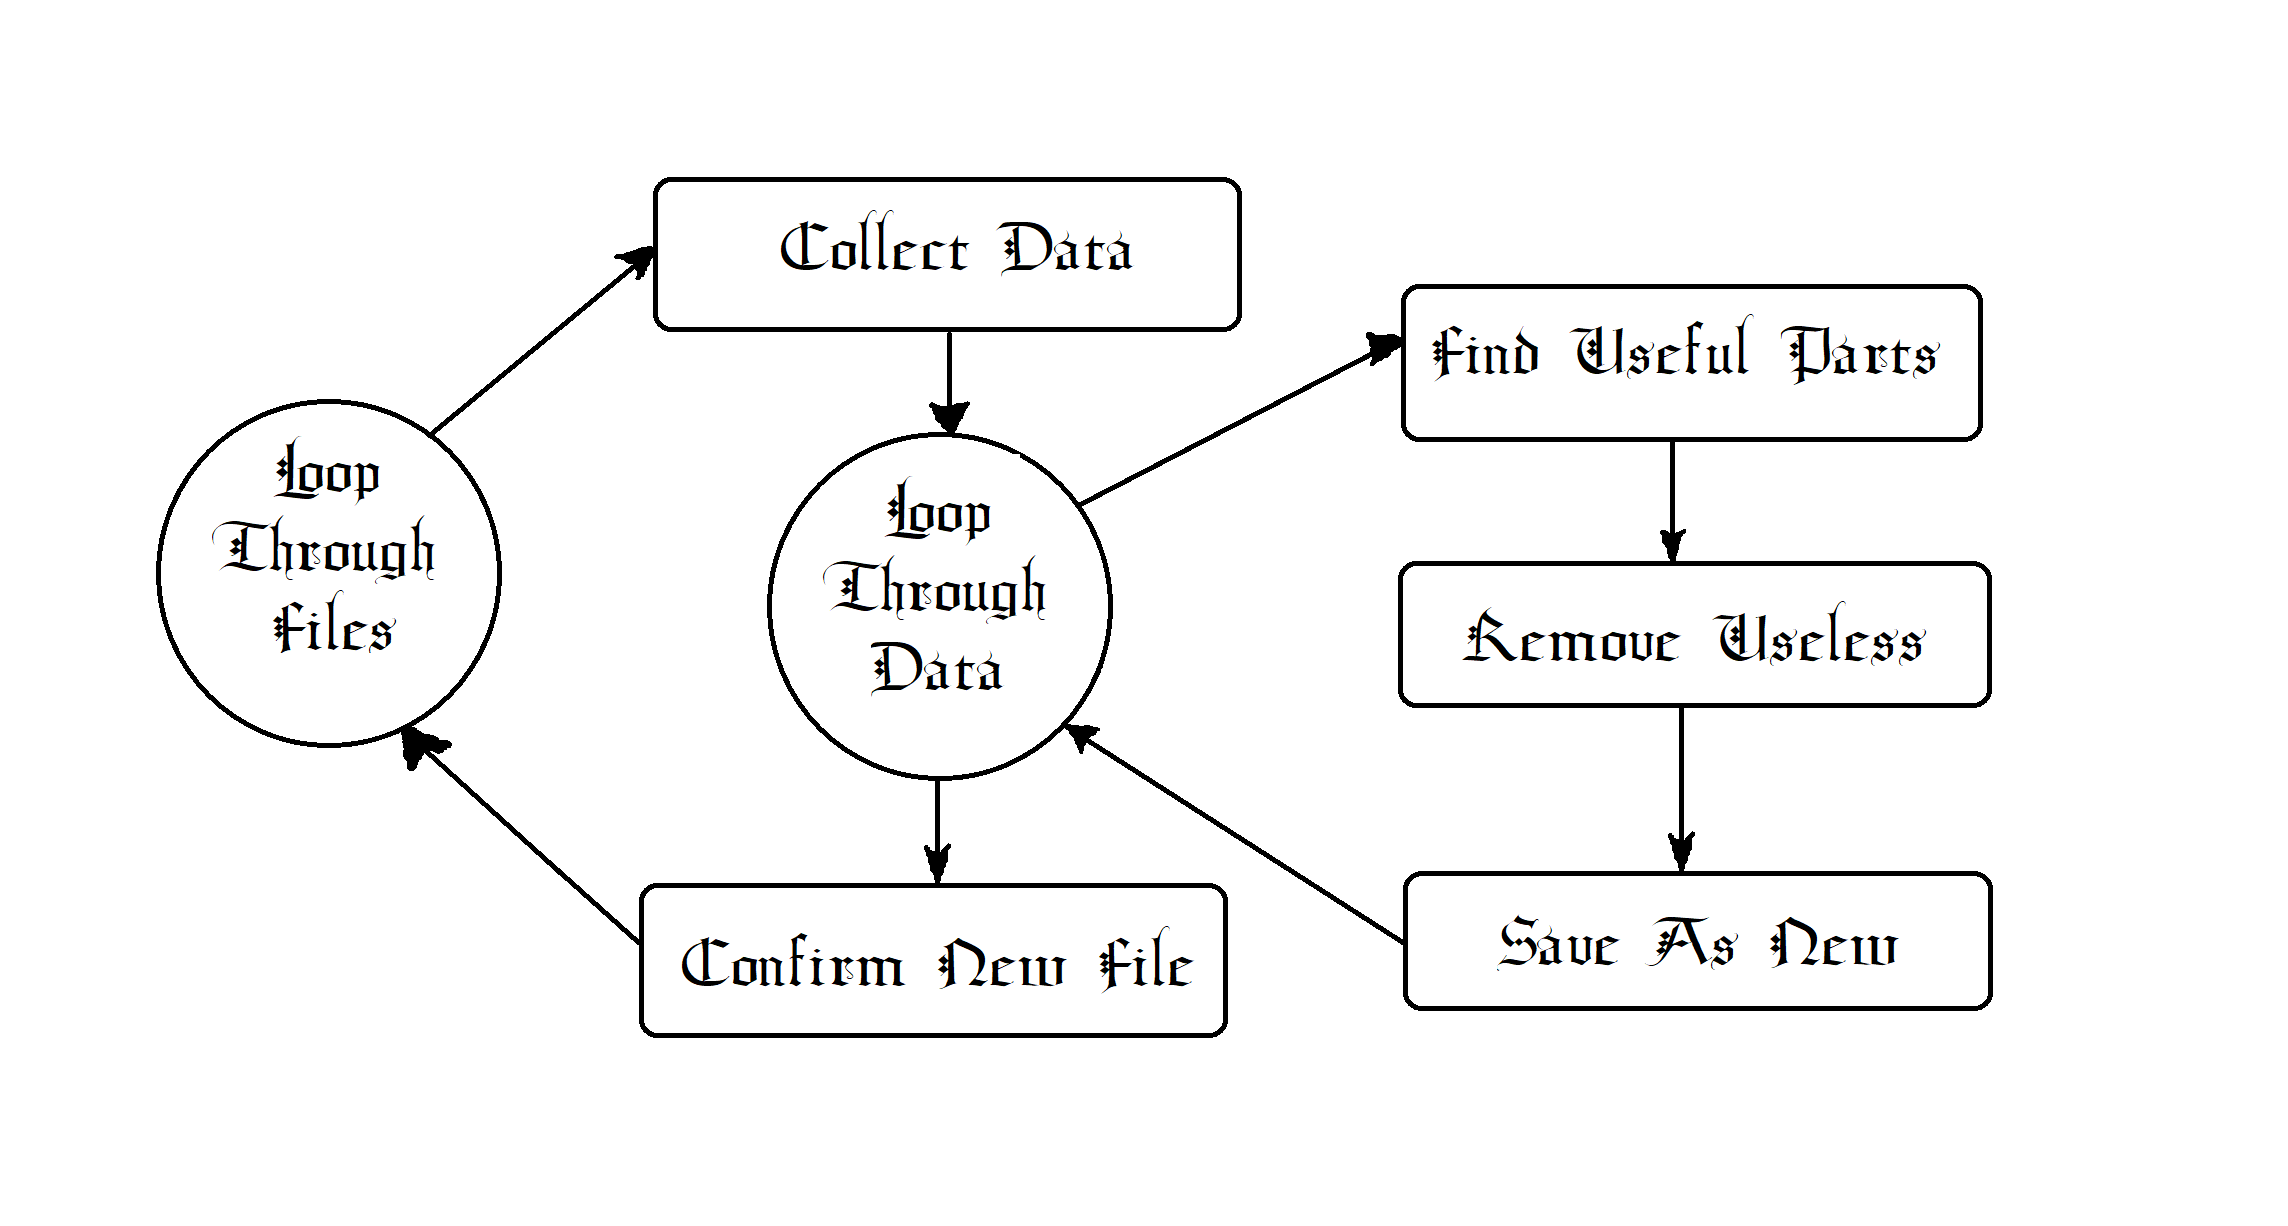 Collect Data
Find Useful Parts
Loop
Through
Files
Loop
Through
Data
Remove Useless
Confirm New File
Save As New